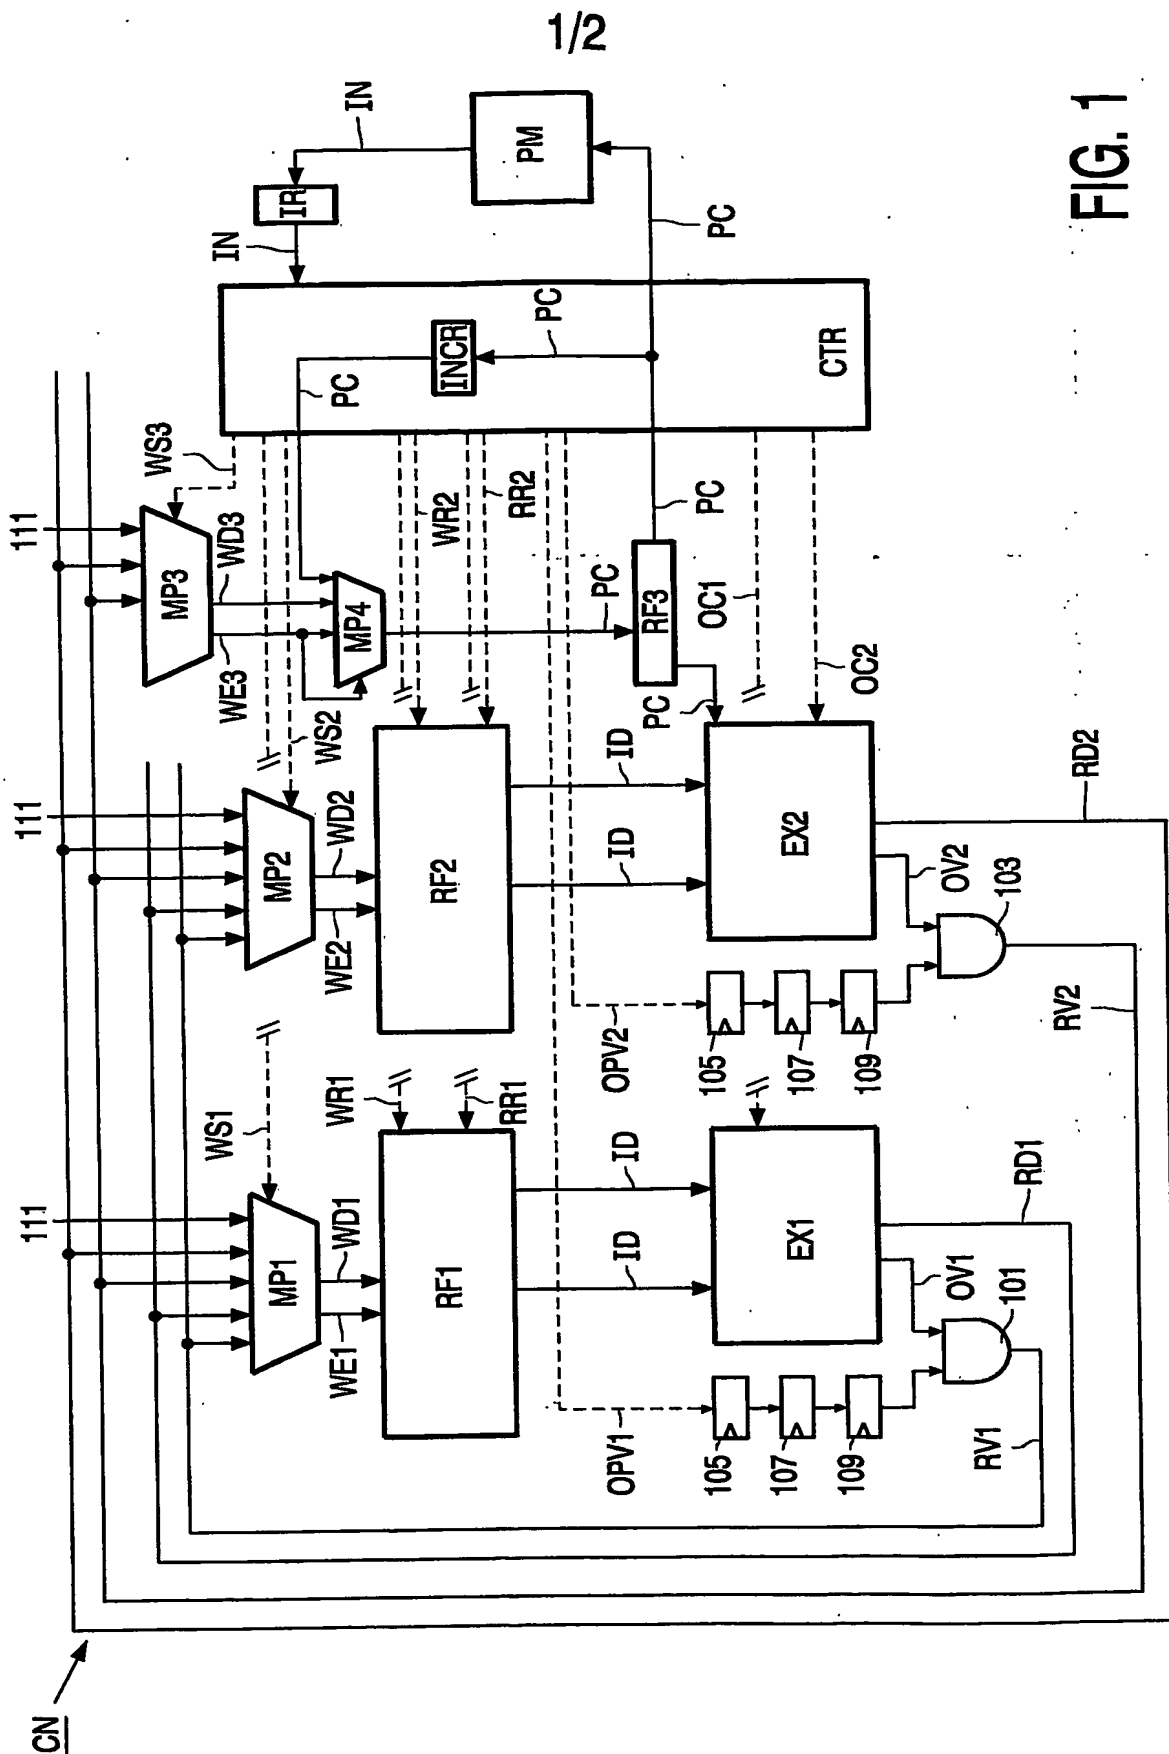 1/2
FIG. 1
CN
111
111
111
MP1
MP2
MP3
MP4
WS1
WS2
WS3
WE1
WD1
WE2
WD2
WE3
WD3
WR1
RR1
WR2
RR2
RF1
RF2
RF3
PC
PC
PC
PC
PC
PC
INCR
CTR
IR
IN
IN
PM
ID
ID
ID
ID
OC1
OC2
OPV1
OPV2
105
107
109
105
107
109
EX1
EX2
OV1
OV2
101
103
RD1
RD2
RV1
RV2